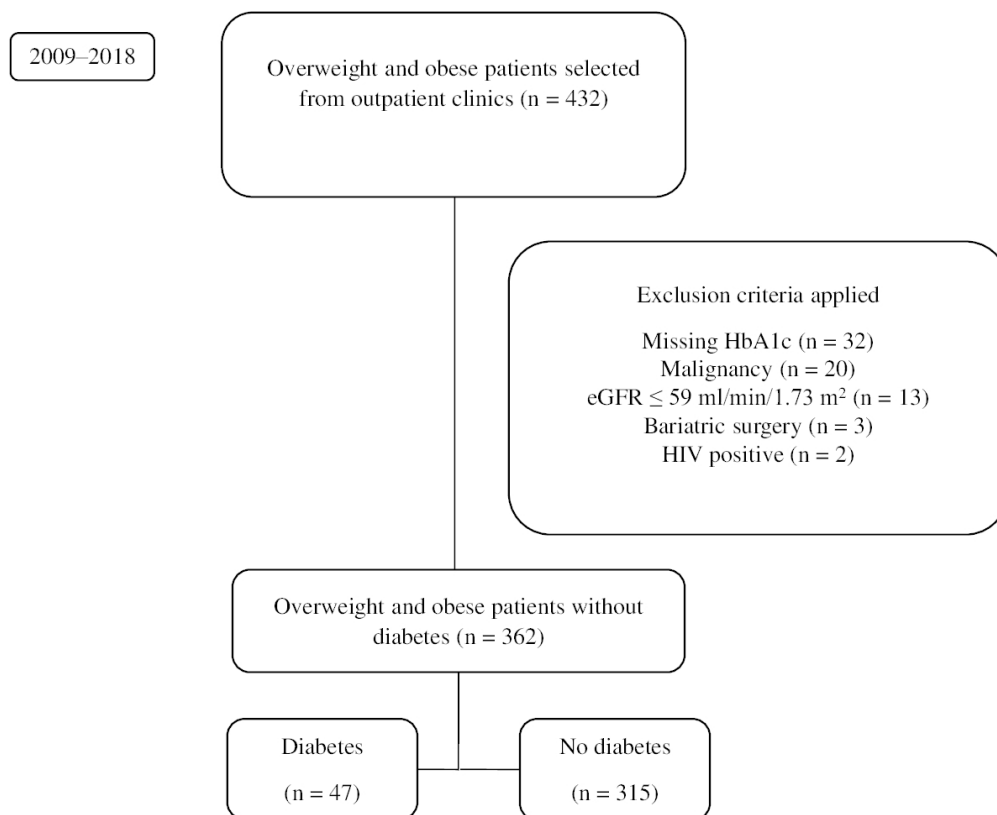 2009–2018
Overweight and obese patients selected
from outpatient clinics (n = 432)
Exclusion criteria applied
Missing HbA1c (n = 32)
Malignancy (n = 20)
eGFR ≤ 59 ml/min/1.73 m² (n = 13)
Bariatric surgery (n = 3)
HIV positive (n = 2)
Overweight and obese patients without
diabetes (n = 362)
Diabetes
(n = 47)
No diabetes
(n = 315)